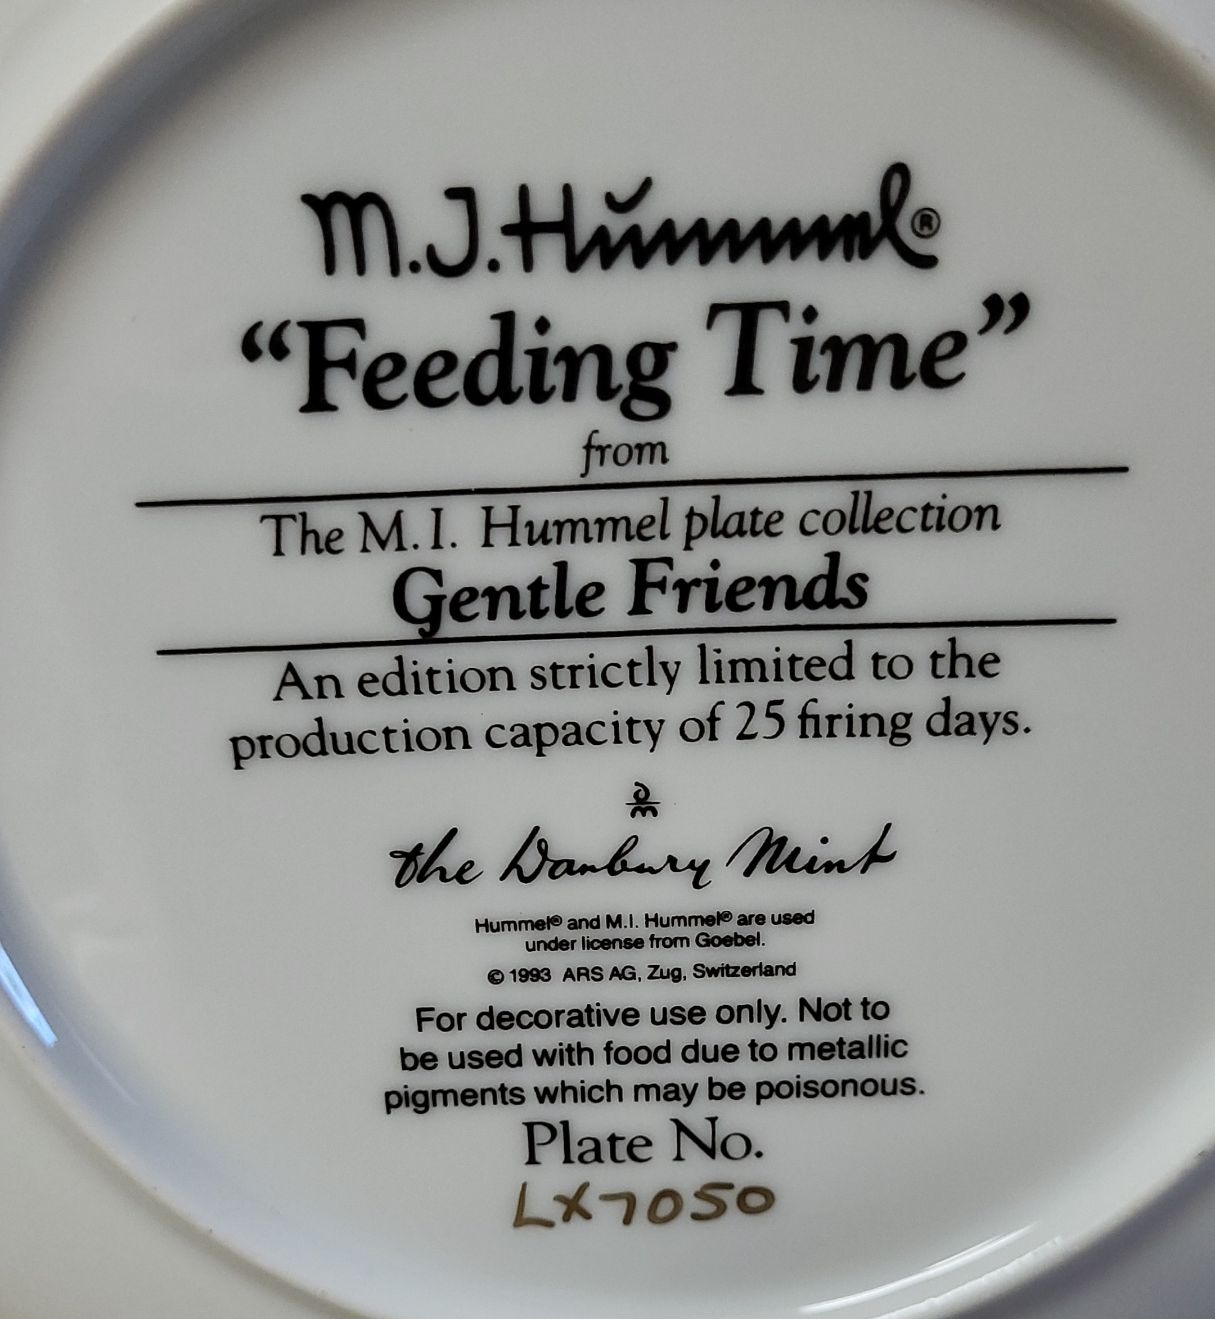 M.J. Hummel®
“Feeding Time”
from
The M.I. Hummel plate collection
Gentle Friends
An edition strictly limited to the
production capacity of 25 firing days.
the Danbury Mint
Hummel® and M.I. Hummel® are used
under license from Goebel.
© 1993 ARS AG, Zug, Switzerland
For decorative use only. Not to
be used with food due to metallic
pigments which may be poisonous.
Plate No.
LX7050